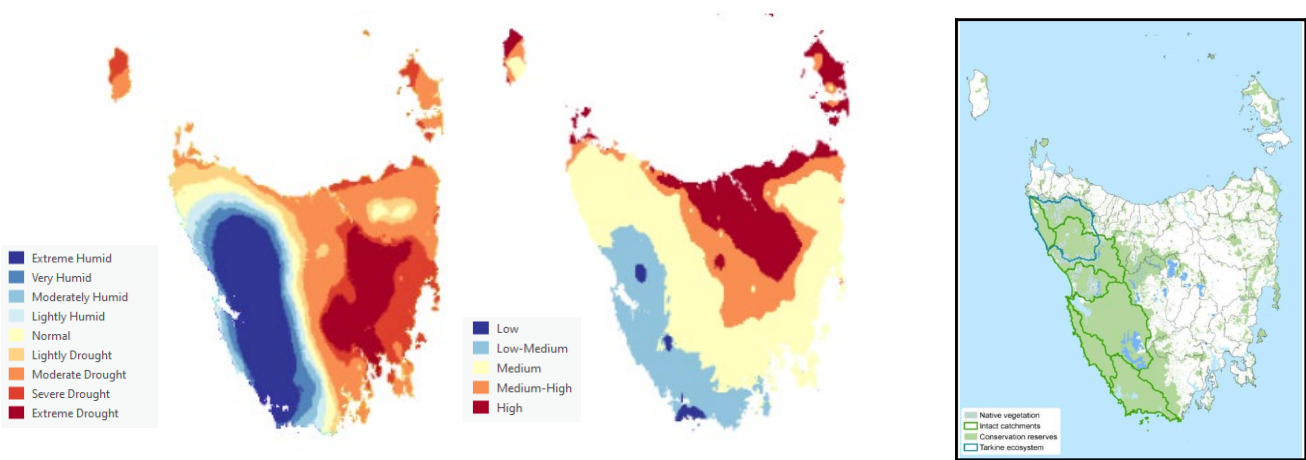 Extreme Humid
Very Humid
Moderately Humid
Lightly Humid
Normal
Lightly Drought
Moderate Drought
Severe Drought
Extreme Drought
Low
Low-Medium
Medium
Medium-High
High
Native vegetation
Intact catchments
Conservation reserves
Tarkine ecosystem